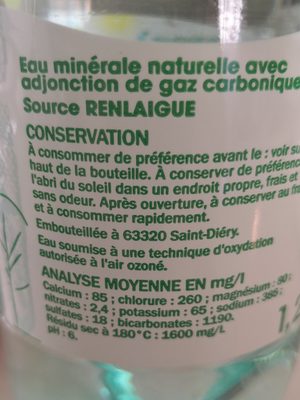 Eau minérale naturelle avec
adjonction de gaz carbonique
Source RENLAIGUE
CONSERVATION
À consommer de préférence avant le : voir su
haut de la bouteille. À conserver de préférenc
l'abri du soleil dans un endroit propre, frais et
sans odeur. Après ouverture, à conserver au
et à consommer rapidement.
Embouteillée à 63320 Saint-Diéry.
Eau soumise à une technique d'oxydation
autorisée à l'air ozoné.
ANALYSE MOYENNE EN mg/l
Calcium : 85 ; chlorure : 260 ; magnésium :
nitrates : 2,4 ; potassium : 65 ; sodium :
sulfates : 18 ; bicarbonates : 1190.
Résidu sec à 180°C : 1600 mg/L
pH : 6.